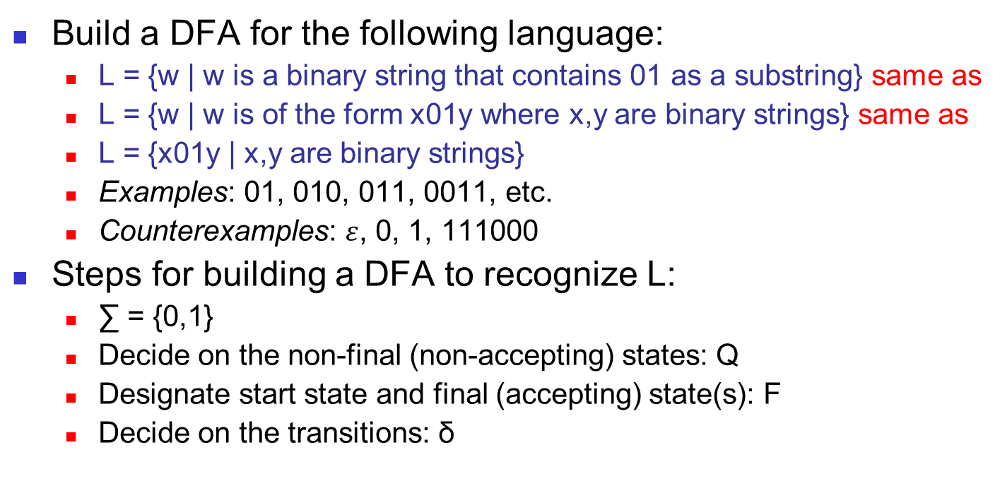 Build a DFA for the following language:
L = {w | w is a binary string that contains 01 as a substring} same as
L = {w | w is of the form x01y where x,y are binary strings} same as
L = {x01y | x,y are binary strings}
Examples: 01, 010, 011, 0011, etc.
Counterexamples: ε, 0, 1, 111000
Steps for building a DFA to recognize L:
∑ = {0,1}
Decide on the non-final (non-accepting) states: Q
Designate start state and final (accepting) state(s): F
Decide on the transitions: δ